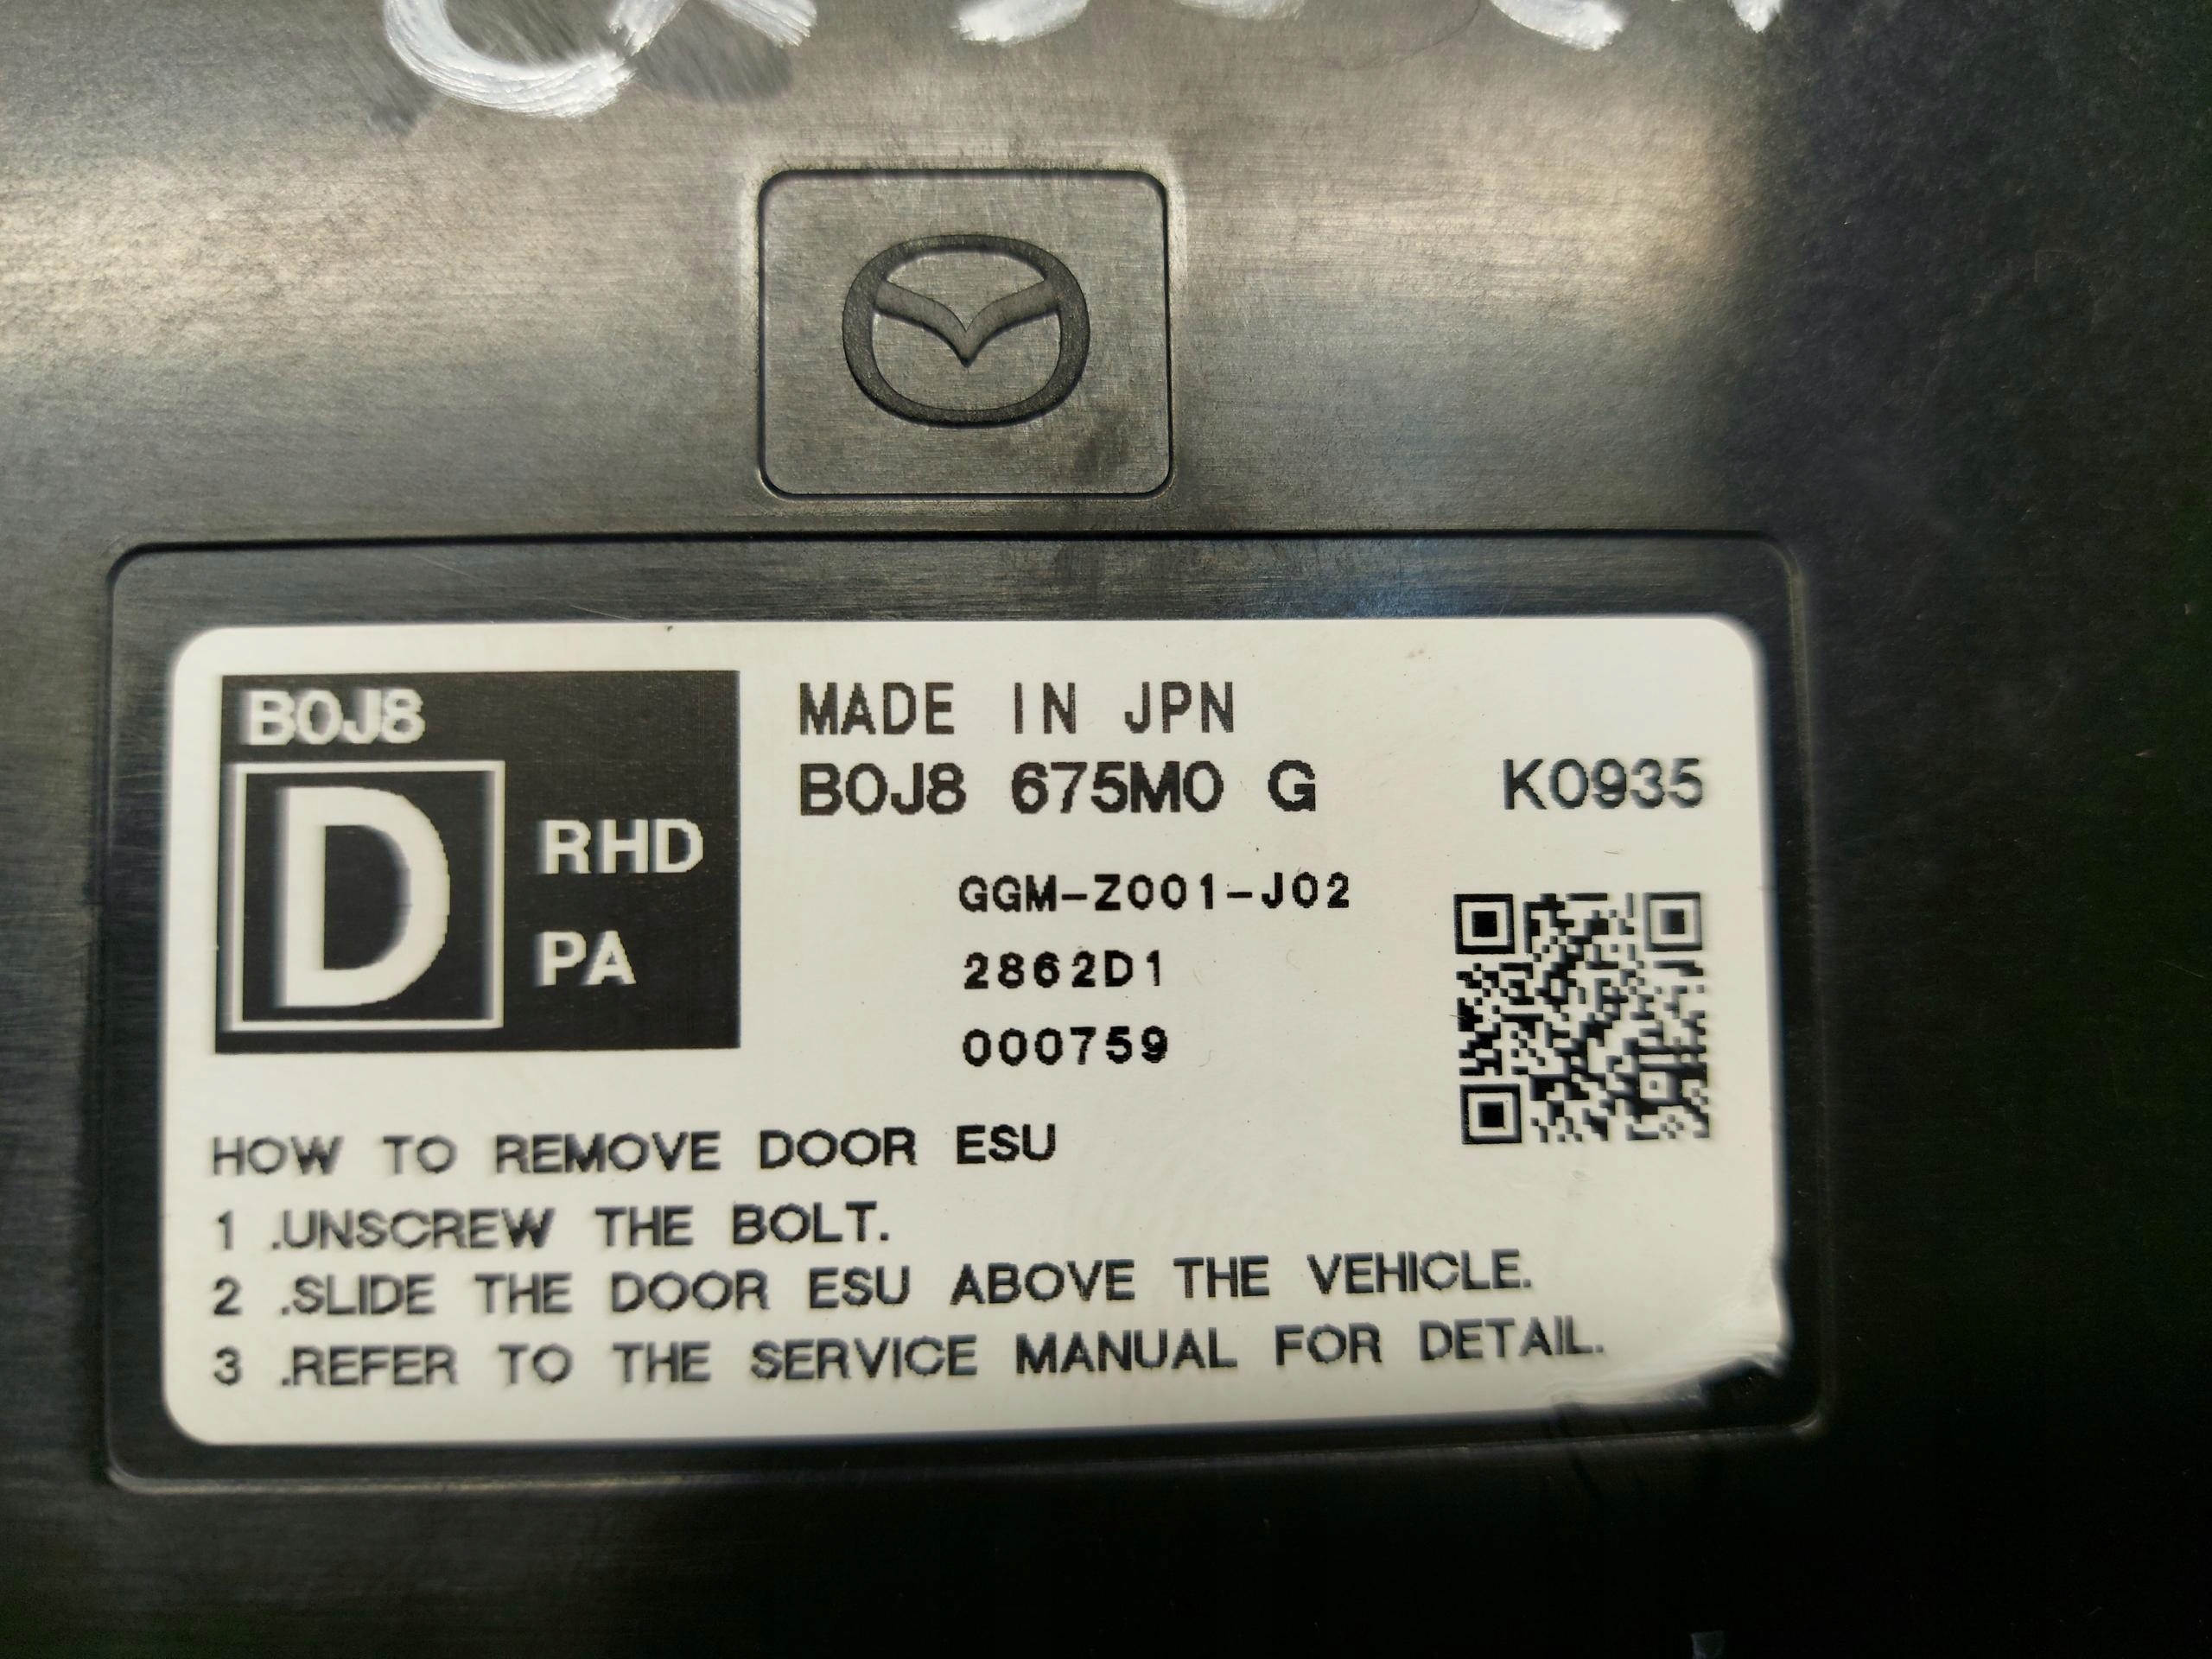 B0J8
D
RHD
PA
MADE IN JPN
B0J8 675M0 G K0935
GGM-Z001-J02
2862D1
000759
HOW TO REMOVE DOOR ESU
1 .UNSCREW THE BOLT.
2 .SLIDE THE DOOR ESU ABOVE THE VEHICLE.
3 .REFER TO THE SERVICE MANUAL FOR DETAIL.